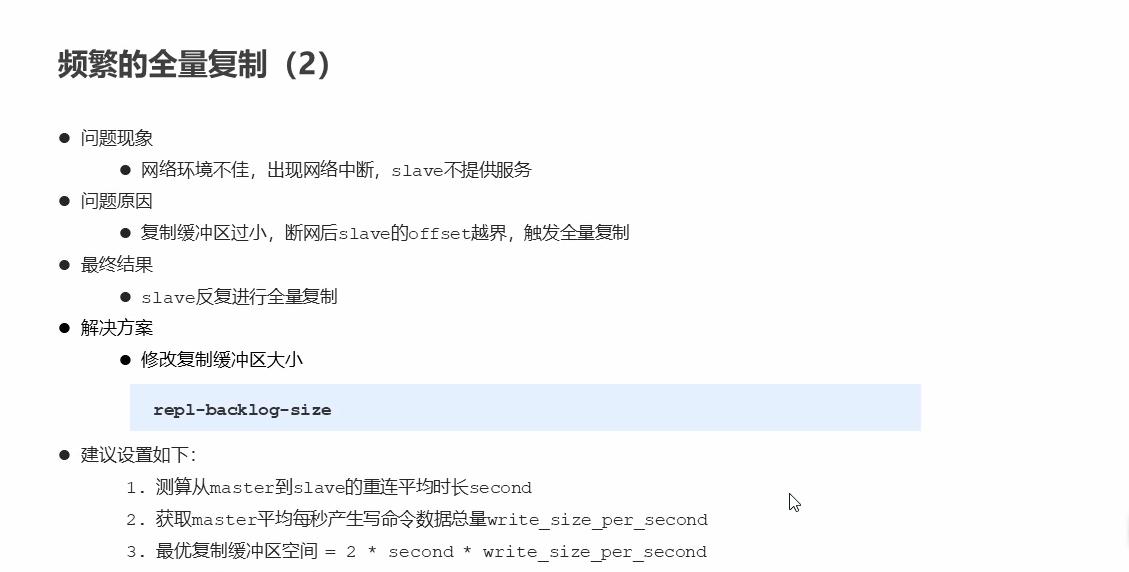 频繁的全量复制（2）
● 问题现象
● 网络环境不佳，出现网络中断，slave不提供服务
● 问题原因
● 复制缓冲区过小，断网后slave的offset越界，触发全量复制
● 最终结果
● slave反复进行全量复制
● 解决方案
● 修改复制缓冲区大小
repl-backlog-size
● 建议设置如下：
1. 测算从master到slave的重连平均时长second
2. 获取master平均每秒产生写命令数据总量write_size_per_second
3. 最优复制缓冲区空间 = 2 * second * write_size_per_second